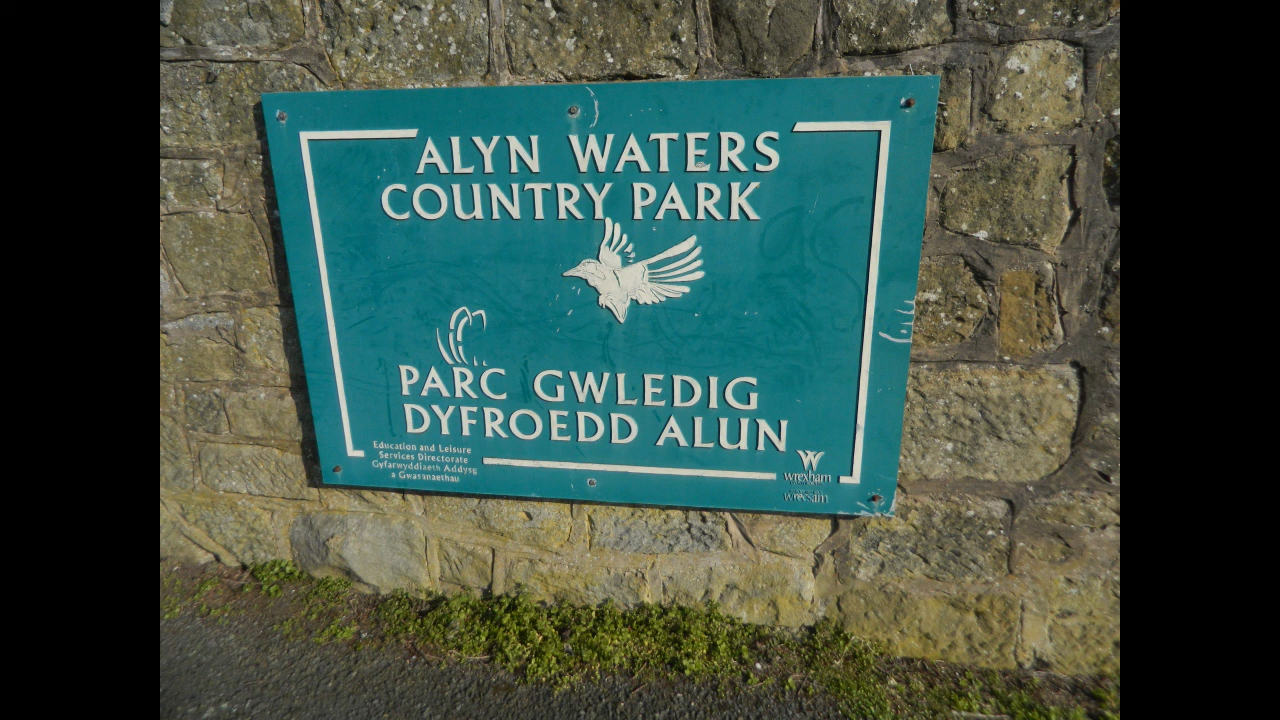 ALYN WATERS
COUNTRY PARK
PARC GWLEDIG
DYFROEDD ALUN
Education and Leisure
Services Directorate
Gyfarwyddiaeth Addysg
a Gwasanaethau
wrexham
wrecsam